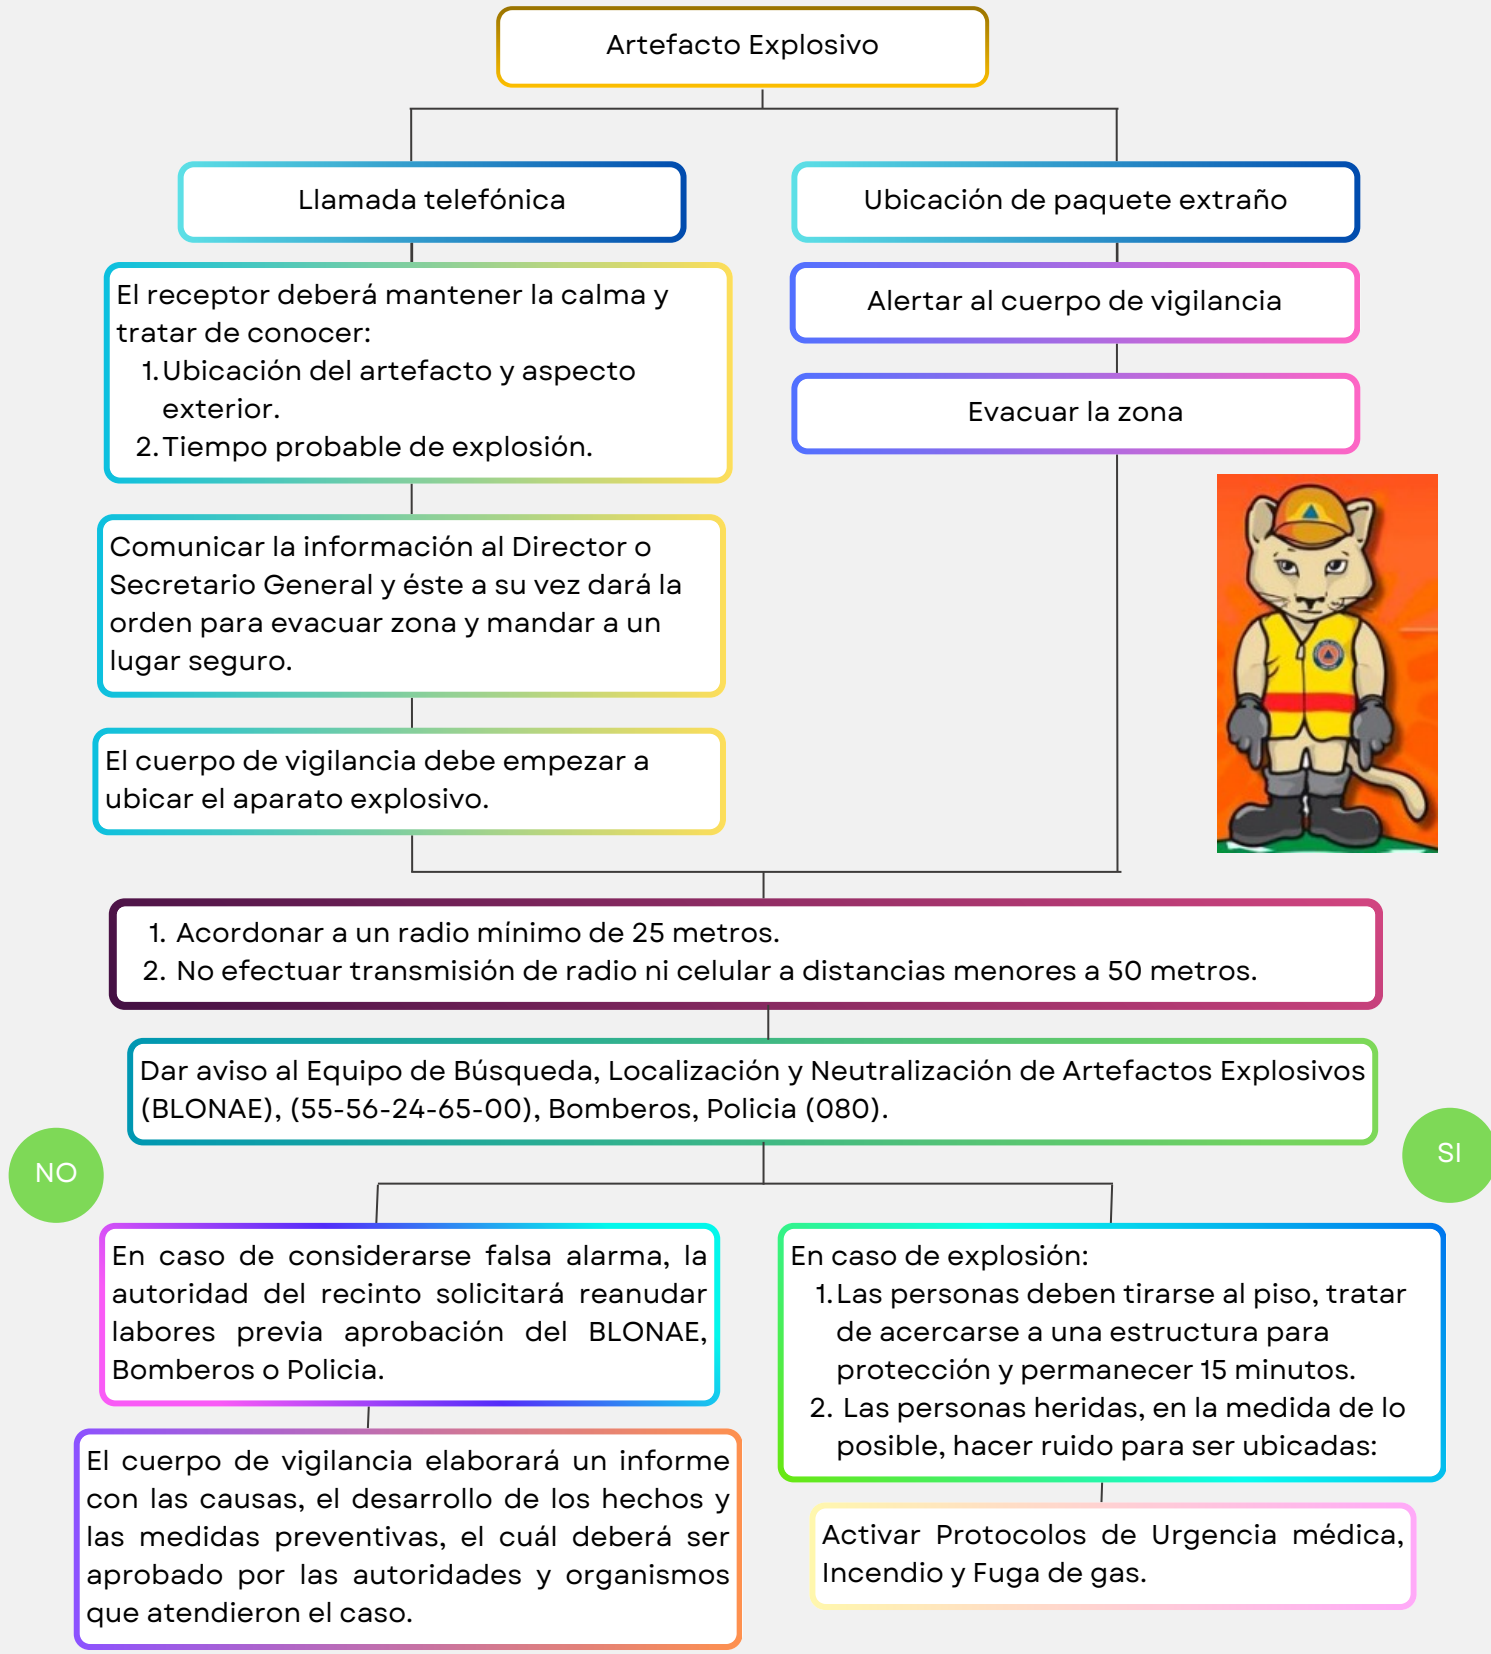 Artefacto Explosivo
Llamada telefónica
El receptor deberá mantener la calma y
tratar de conocer:
1. Ubicación del artefacto y aspecto
exterior.
2. Tiempo probable de explosión.
Comunicar la información al Director o
Secretario General y éste a su vez dará la
orden para evacuar zona y mandar a un
lugar seguro.
El cuerpo de vigilancia debe empezar a
ubicar el aparato explosivo.
Ubicación de paquete extraño
Alertar al cuerpo de vigilancia
Evacuar la zona
1. Acordonar a un radio mínimo de 25 metros.
2. No efectuar transmisión de radio ni celular a distancias menores a 50 metros.
Dar aviso al Equipo de Búsqueda, Localización y Neutralización de Artefactos Explosivos
(BLONAE), (55-56-24-65-00), Bomberos, Policia (080).
NO
En caso de considerarse falsa alarma, la
autoridad del recinto solicitará reanudar
labores previa aprobación del BLONAE,
Bomberos o Policia.
El cuerpo de vigilancia elaborará un informe
con las causas, el desarrollo de los hechos y
las medidas preventivas, el cuál deberá ser
aprobado por las autoridades y organismos
que atendieron el caso.
SI
En caso de explosión:
1. Las personas deben tirarse al piso, tratar
de acercarse a una estructura para
protección y permanecer 15 minutos.
2. Las personas heridas, en la medida de lo
posible, hacer ruido para ser ubicadas:
Activar Protocolos de Urgencia médica,
Incendio y Fuga de gas.